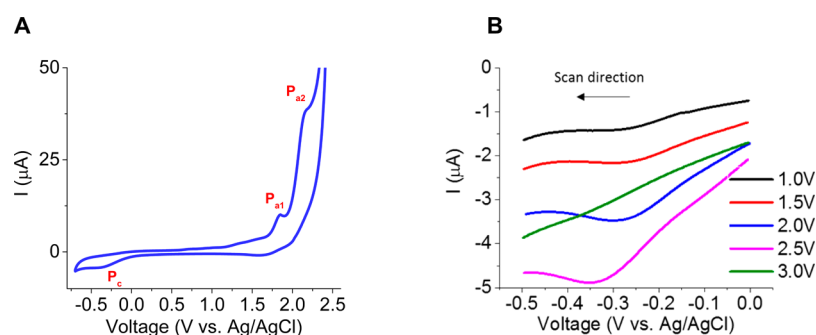 A
50
25
0
I (μA)
P a2
P a1
P c
-0.5 0.0 0.5 1.0 1.5 2.0 2.5
Voltage (V vs. Ag/AgCl)
B
0
-1
-2
-3
-4
-5
I (μA)
Scan direction
1.0V
1.5V
2.0V
2.5V
3.0V
-0.5 -0.4 -0.3 -0.2 -0.1 0.0
Voltage (V vs. Ag/AgCl)